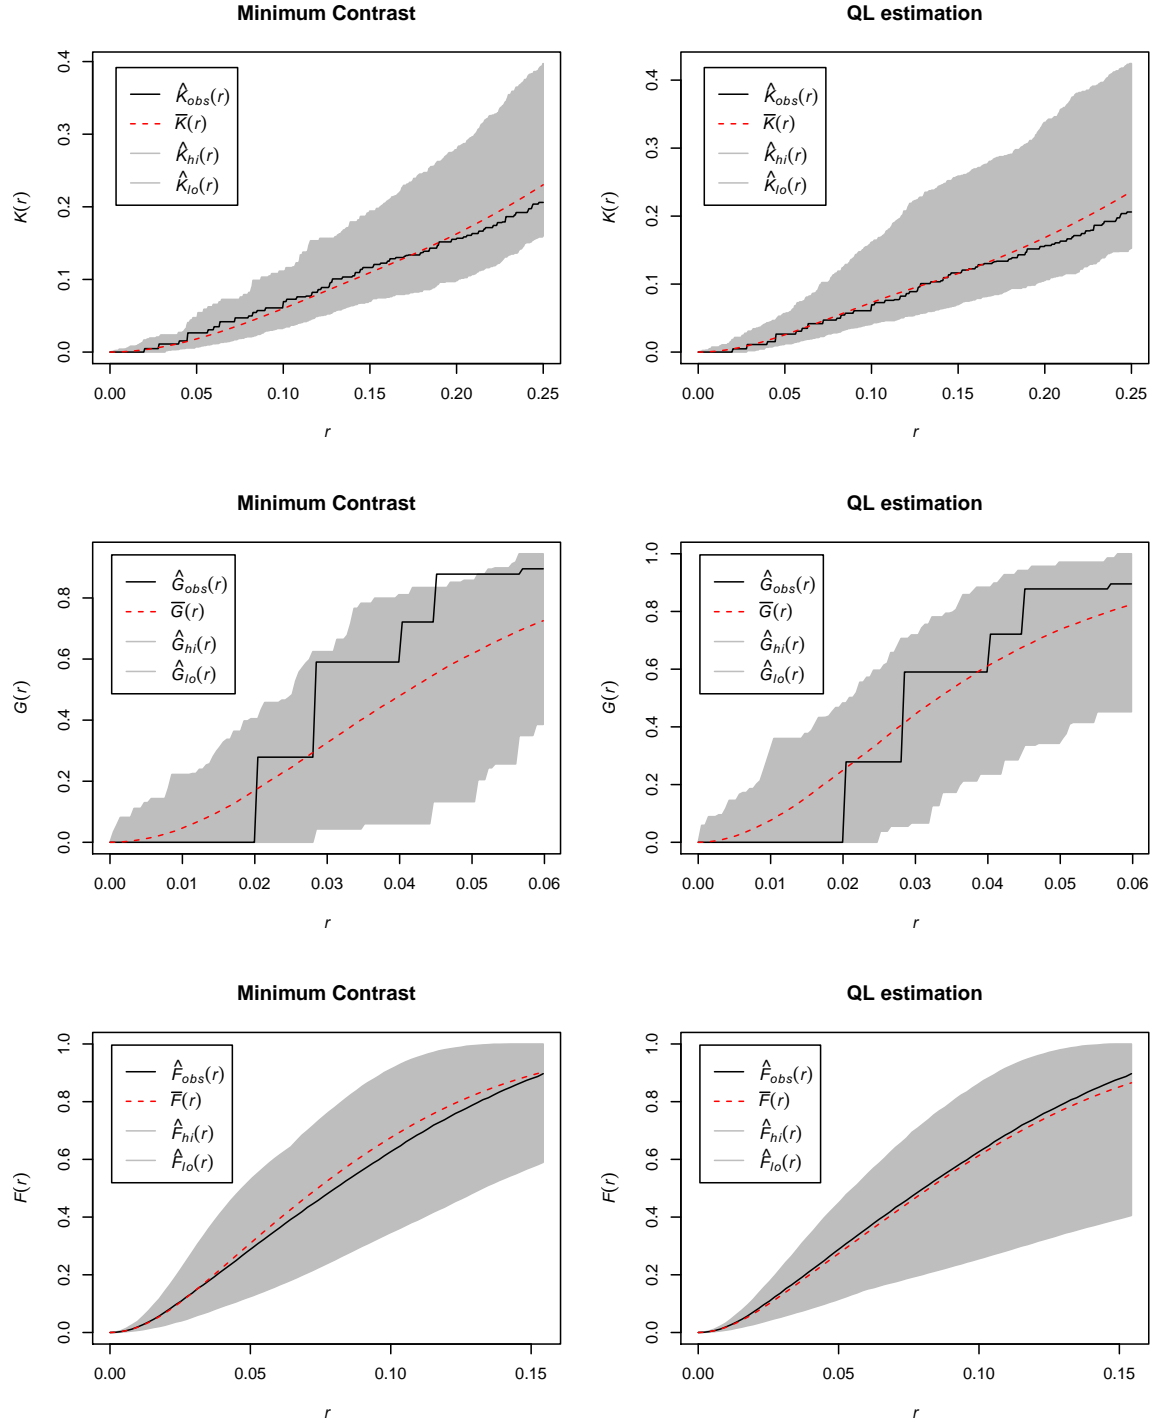 Minimum Contrast
K̂obs(r)
K̄(r)
K̂hi(r)
K̂lo(r)
K(r)
0.0 0.1 0.2 0.3 0.4
0.00 0.05 0.10 0.15 0.20 0.25
r
QL estimation
K̂obs(r)
K̄(r)
K̂hi(r)
K̂lo(r)
K(r)
0.0 0.1 0.2 0.3 0.4
0.00 0.05 0.10 0.15 0.20 0.25
r
Minimum Contrast
Ĝobs(r)
Ḡ(r)
Ĝhi(r)
Ĝlo(r)
G(r)
0.0 0.2 0.4 0.6 0.8
0.00 0.01 0.02 0.03 0.04 0.05 0.06
r
QL estimation
Ĝobs(r)
Ḡ(r)
Ĝhi(r)
Ĝlo(r)
G(r)
0.0 0.2 0.4 0.6 0.8 1.0
0.00 0.01 0.02 0.03 0.04 0.05 0.06
r
Minimum Contrast
F̂obs(r)
F̄(r)
F̂hi(r)
F̂lo(r)
F(r)
0.0 0.2 0.4 0.6 0.8 1.0
0.00 0.05 0.10 0.15
r
QL estimation
F̂obs(r)
F̄(r)
F̂hi(r)
F̂lo(r)
F(r)
0.0 0.2 0.4 0.6 0.8 1.0
0.00 0.05 0.10 0.15
r